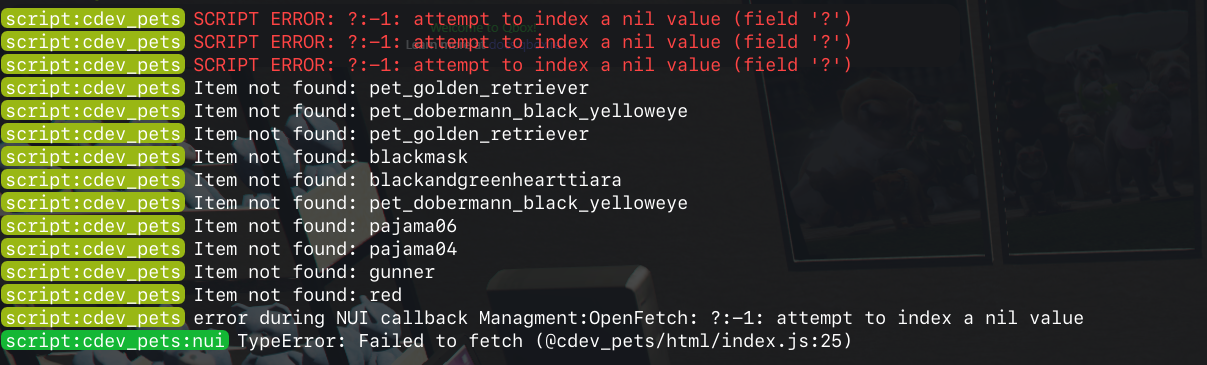 script:cdev_pets SCRIPT ERROR: ?:-1: attempt to index a nil value (field '?')
script:cdev_pets SCRIPT ERROR: ?:-1: attempt to index a nil value (field '?')
script:cdev_pets SCRIPT ERROR: ?:-1: attempt to index a nil value (field '?')
script:cdev_pets Item not found: pet_golden_retriever
script:cdev_pets Item not found: pet_dobermann_black_yelloweye
script:cdev_pets Item not found: pet_golden_retriever
script:cdev_pets Item not found: blackmask
script:cdev_pets Item not found: blackandgreenhearttiara
script:cdev_pets Item not found: pet_dobermann_black_yelloweye
script:cdev_pets Item not found: pajama06
script:cdev_pets Item not found: pajama04
script:cdev_pets Item not found: gunner
script:cdev_pets Item not found: red
script:cdev_pets error during NUI callback Managment:OpenFetch: ?:-1: attempt to index a nil value
script:cdev_pets:nui TypeError: Failed to fetch (@cdev_pets/html/index.js:25)
Welcome to Qbox!